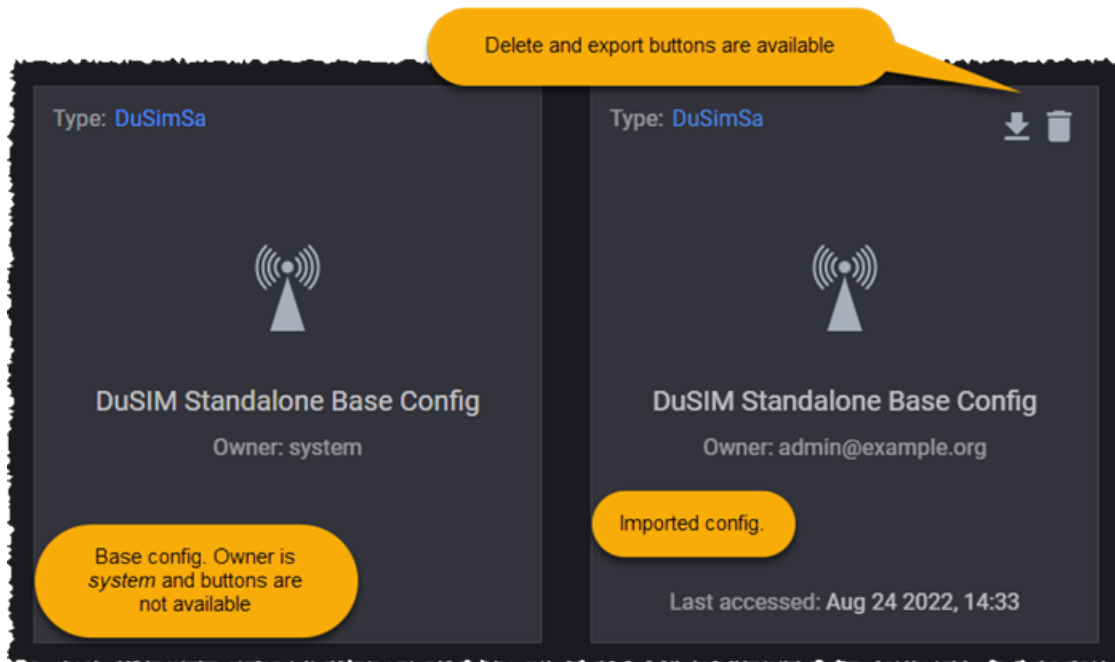 Delete and export buttons are available
Type: DuSimSa
DuSIM Standalone Base Config
Owner: system
Base config. Owner is
system and buttons are
not available
Type: DuSimSa
DuSIM Standalone Base Config
Owner: admin@example.org
Imported config.
Last accessed: Aug 24 2022, 14:33